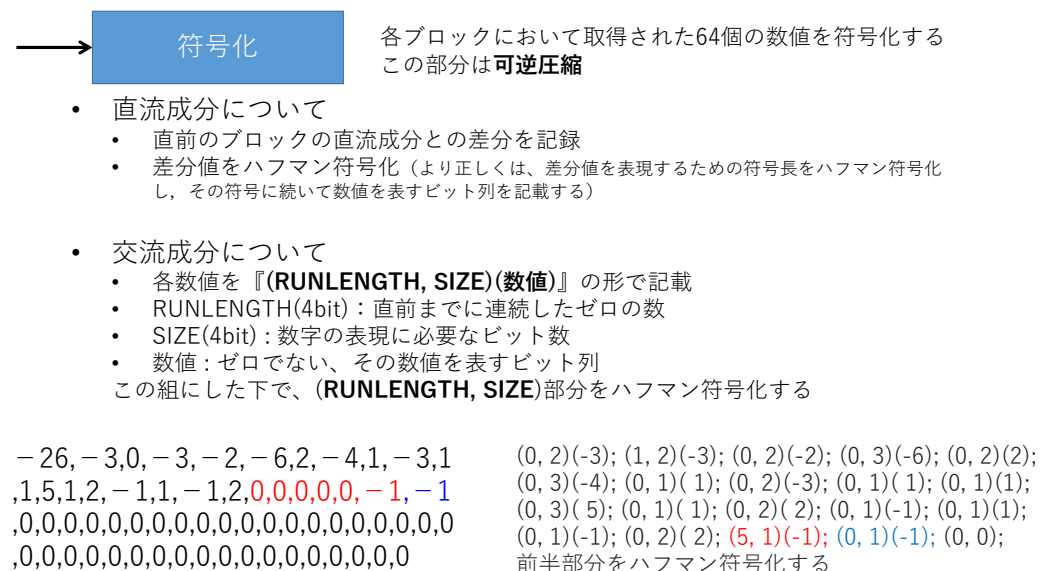 符号化
各ブロックにおいて取得された64個の数値を符号化する
この部分は可逆圧縮
• 直流成分について
• 直前のブロックの直流成分との差分を記録
• 差分値をハフマン符号化（より正しくは、差分値を表現するための符号長をハフマン符号化
し，その符号に続いて数値を表すビット列を記載する）
• 交流成分について
• 各数値を『(RUNLENGTH, SIZE)(数値)』の形で記載
• RUNLENGTH(4bit)：直前までに連続したゼロの数
• SIZE(4bit) : 数字の表現に必要なビット数
• 数値 : ゼロでない、その数値を表すビット列
この組にした下で、(RUNLENGTH, SIZE)部分をハフマン符号化する
－26,－3,0,－3,－2,－6,2,－4,1,－3,1
,1,5,1,2,－1,1,－1,2,0,0,0,0,0,－1,－1
,0,0,0,0,0,0,0,0,0,0,0,0,0,0,0,0,0,0,0,0
,0,0,0,0,0,0,0,0,0,0,0,0,0,0,0,0,0,0
(0, 2)(-3); (1, 2)(-3); (0, 2)(-2); (0, 3)(-6); (0, 2)(2);
(0, 3)(-4); (0, 1)( 1); (0, 2)(-3); (0, 1)( 1); (0, 1)(1);
(0, 3)( 5); (0, 1)( 1); (0, 2)( 2); (0, 1)(-1); (0, 1)(1);
(0, 1)(-1); (0, 2)( 2); (5, 1)(-1); (0, 1)(-1); (0, 0);
前半部分をハフマン符号化する